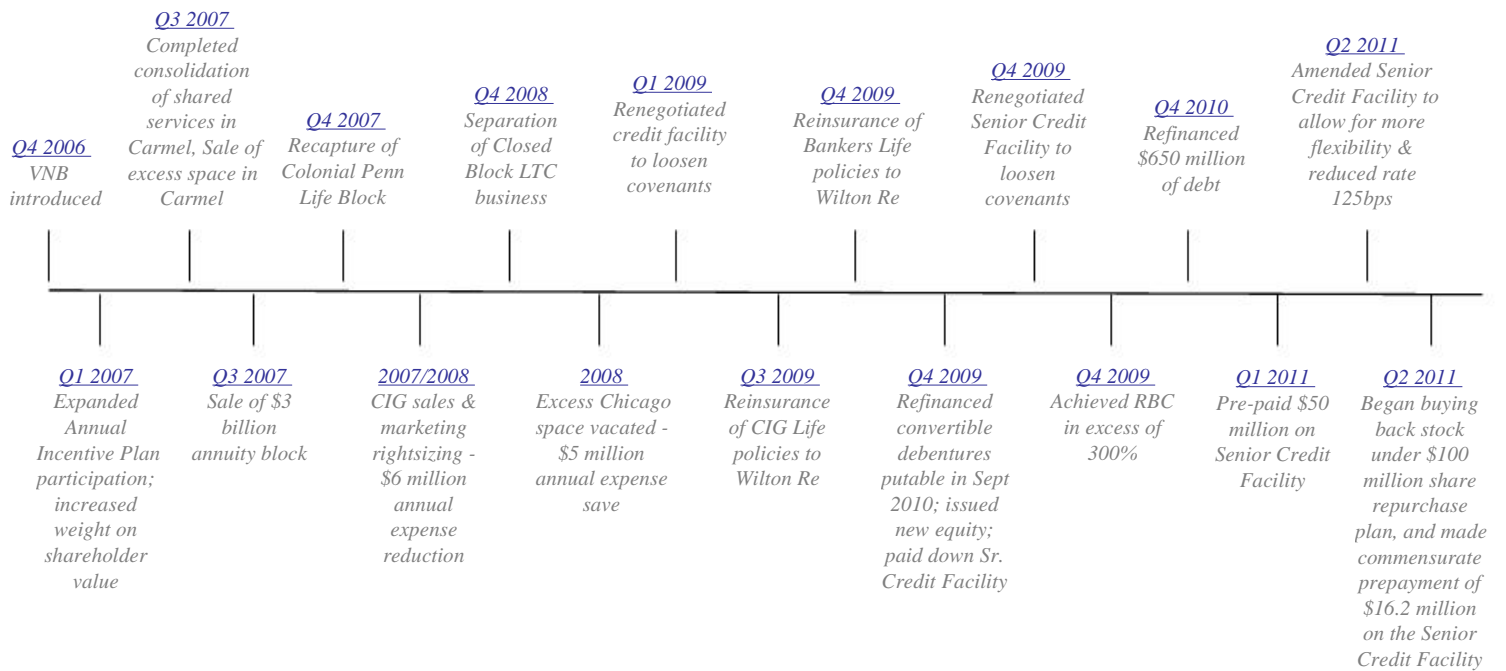 Q4 2006
VNB
introduced
Q3 2007
Completed
consolidation
of shared
services in
Carmel, Sale of
excess space in
Carmel
Q4 2007
Recapture of
Colonial Penn
Life Block
Q4 2008
Separation
of Closed
Block LTC
business
Q1 2009
Renegotiated
credit facility
to loosen
covenants
Q4 2009
Reinsurance of
Bankers Life
policies to
Wilton Re
Q4 2009
Renegotiated
Senior Credit
Facility to
loosen
covenants
Q4 2010
Refinanced
$650 million
of debt
Q2 2011
Amended Senior
Credit Facility to
allow for more
flexibility &
reduced rate
125bps
Q1 2007
Expanded
Annual
Incentive Plan
participation;
increased
weight on
shareholder
value
Q3 2007
Sale of $3
billion
annuity block
2007/2008
CIG sales &
marketing
rightsizing -
$6 million
annual
expense
reduction
2008
Excess Chicago
space vacated -
$5 million
annual expense
save
Q3 2009
Reinsurance
of CIG Life
policies to
Wilton Re
Q4 2009
Refinanced
convertible
debentures
putable in Sept
2010; issued
new equity;
paid down Sr.
Credit Facility
Q4 2009
Achieved RBC
in excess of
300%
Q1 2011
Pre-paid $50
million on
Senior Credit
Facility
Q2 2011
Began buying
back stock
under $100
million share
repurchase
plan, and made
commensurate
prepayment of
$16.2 million
on the Senior
Credit Facility